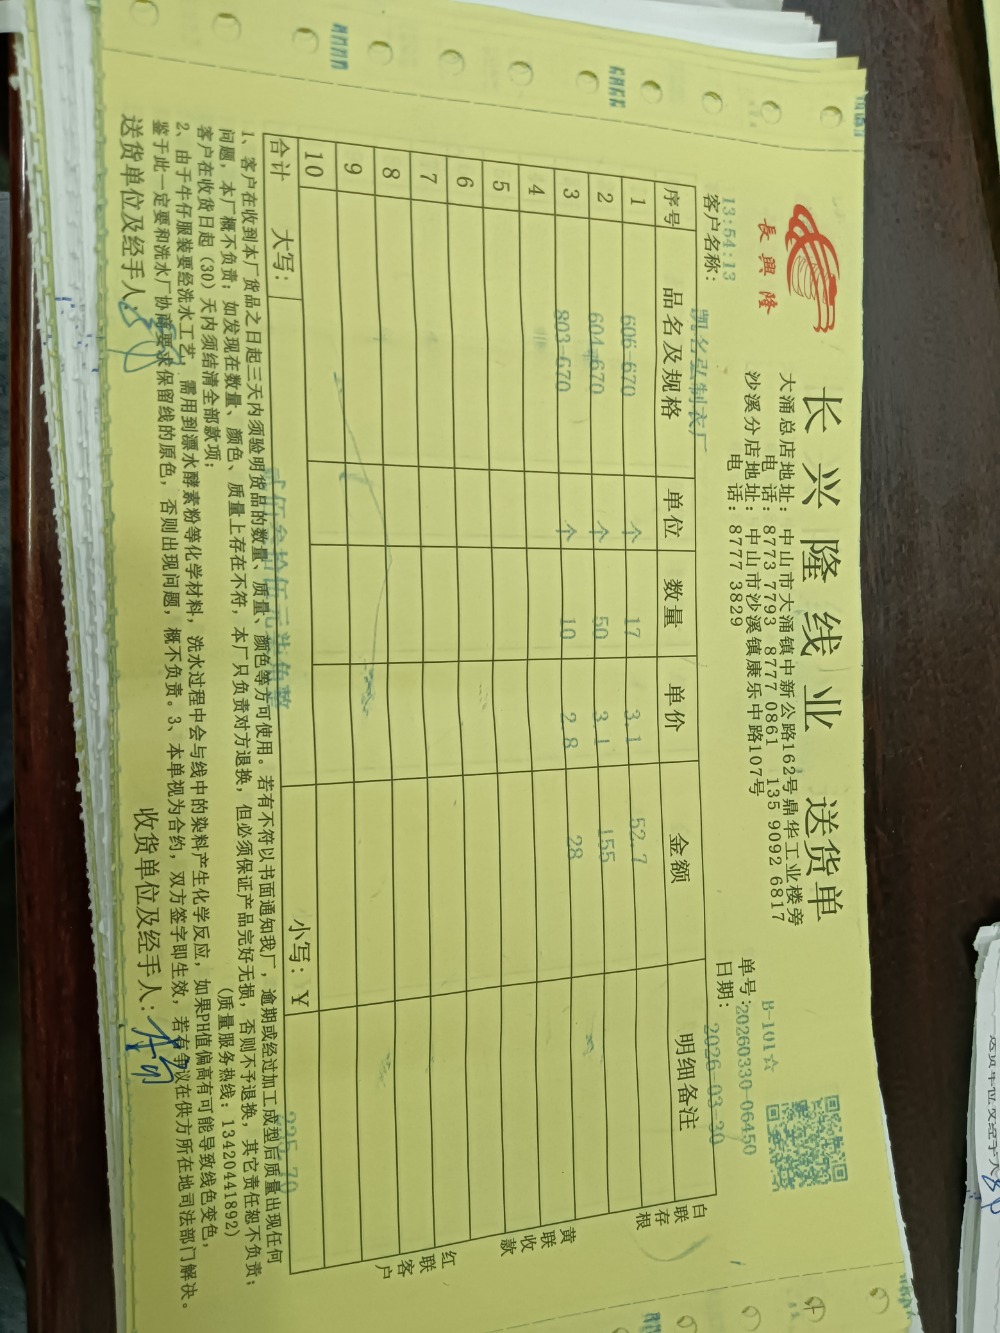 長興隆
长兴隆线业 送货单
大涌总店地址：中山市大涌镇中新公路162号鼎华工业楼旁
电 话：8773 7793 8777 0861 135 9092 6817
沙溪分店地址：中山市沙溪镇康乐中路107号
电 话：8777 3829
B-101☆
单号：20260330-06450
13:54:13
日期：2026-03-30
客户名称：凯名弘制衣厂
序号 品名及规格 单位 数量 单价 金额 明细备注
1 606-670 个 17 3.1 52.7
2 604-670 个 50 3.1 155
3 803-670 个 10 2.8 28
4
5
6
7
8
9
10
合计 大写：贰佰叁拾伍元柒角整 小写：¥ 235.70
白联存根
黄联收款
红联客户
1、客户在收到本厂货品之日起三天内须验明货品的数量、质量、颜色等方可使用。若有不符以书面通知我厂，逾期或经过加工成型后质量出现任何
问题，本厂概不负责；如发现在数量、颜色、质量上存在不符，本厂只负责对方退换，但必须保证产品完好无损，否则不予退换，其它责任恕不负责；
客户在收货日起（30）天内须结清全部款项； （质量服务热线：13420441892）
2、由于牛仔服装要经洗水工艺，需用到漂水酵素粉等化学材料，洗水过程中会与线中的染料产生化学反应，如果PH值偏高有可能导致线色变色，
鉴于此一定要和洗水厂协商要求保留线的原色，否则出现问题，概不负责。3、本单视为合约，双方签字即生效，若有争议在供方所在地司法部门解决。
送货单位及经手人： 收货单位及经手人：